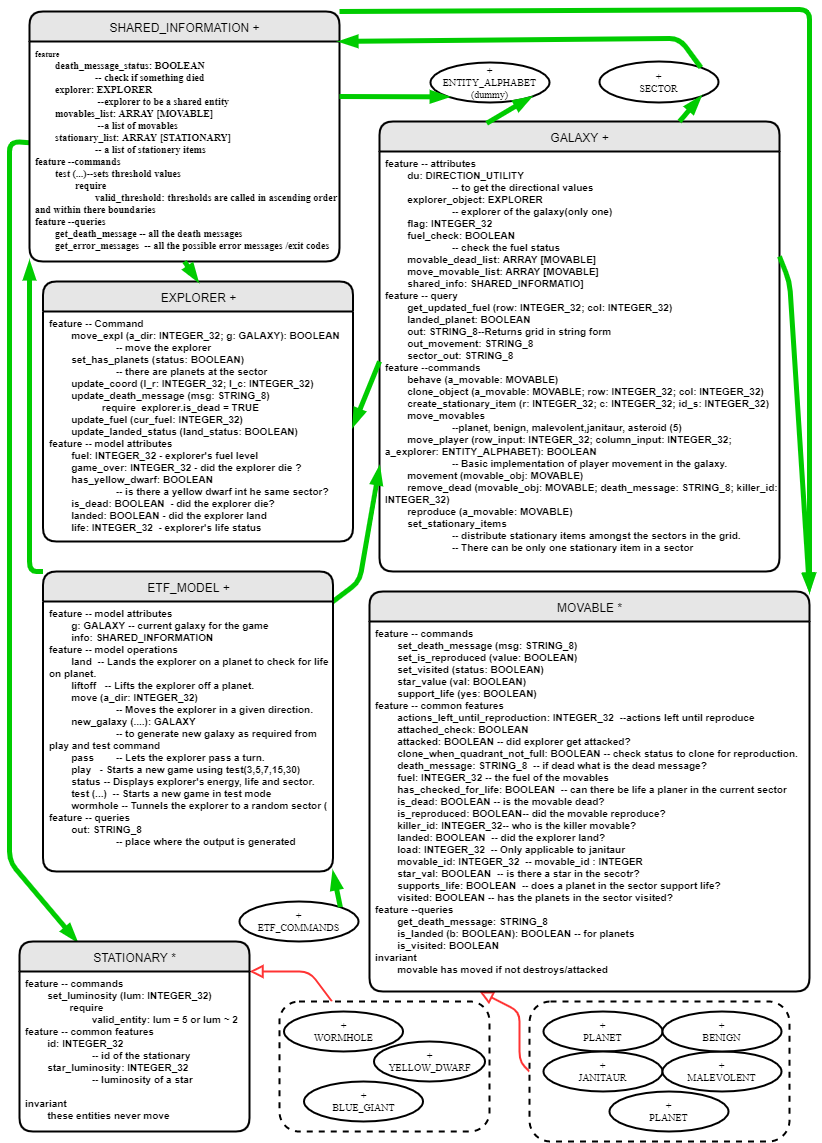 SHARED_INFORMATION +
feature
death_message_status: BOOLEAN
-- check if something died
explorer: EXPLORER
--explorer to be a shared entity
movables_list: ARRAY [MOVABLE]
--a list of movables
stationary_list: ARRAY [STATIONARY]
-- a list of stationery items
feature --commands
test (...)--sets threshold values
require
valid_threshold: thresholds are called in ascending order
and within there boundaries
feature --queries
get_death_message -- all the death messages
get_error_messages -- all the possible error messages /exit codes
+
ENTITY_ALPHABET
(dummy)
+
SECTOR
GALAXY +
feature -- attributes
du: DIRECTION_UTILITY
-- to get the directional values
explorer_object: EXPLORER
-- explorer of the galaxy(only one)
flag: INTEGER_32
fuel_check: BOOLEAN
-- check the fuel status
movable_dead_list: ARRAY [MOVABLE]
move_movable_list: ARRAY [MOVABLE]
shared_info: SHARED_INFORMATIO]
feature -- query
get_updated_fuel (row: INTEGER_32; col: INTEGER_32)
landed_planet: BOOLEAN
out: STRING_8--Returns grid in string form
out_movement: STRING_8
sector_out: STRING_8
feature --commands
behave (a_movable: MOVABLE)
clone_object (a_movable: MOVABLE; row: INTEGER_32; col: INTEGER_32)
create_stationary_item (r: INTEGER_32; c: INTEGER_32; id_s: INTEGER_32)
move_movables
--planet, benign, malevolent,janitaur, asteroid (5)
move_player (row_input: INTEGER_32; column_input: INTEGER_32;
a_explorer: ENTITY_ALPHABET): BOOLEAN
-- Basic implementation of player movement in the galaxy.
movement (movable_obj: MOVABLE)
remove_dead (movable_obj: MOVABLE; death_message: STRING_8; killer_id:
INTEGER_32)
reproduce (a_movable: MOVABLE)
set_stationary_items
-- distribute stationary items amongst the sectors in the grid.
-- There can be only one stationary item in a sector
EXPLORER +
feature -- Command
move_expl (a_dir: INTEGER_32; g: GALAXY): BOOLEAN
-- move the explorer
set_has_planets (status: BOOLEAN)
-- there are planets at the sector
update_coord (l_r: INTEGER_32; l_c: INTEGER_32)
update_death_message (msg: STRING_8)
require explorer.is_dead = TRUE
update_fuel (cur_fuel: INTEGER_32)
update_landed_status (land_status: BOOLEAN)
feature -- model attributes
fuel: INTEGER_32 - explorer's fuel level
game_over: INTEGER_32 - did the explorer die ?
has_yellow_dwarf: BOOLEAN
-- is there a yellow dwarf int he same sector?
is_dead: BOOLEAN - did the explorer die?
landed: BOOLEAN - did the explorer land
life: INTEGER_32 - explorer's life status
ETF_MODEL +
feature -- model attributes
g: GALAXY -- current galaxy for the game
info: SHARED_INFORMATION
feature -- model operations
land -- Lands the explorer on a planet to check for life
on planet.
liftoff -- Lifts the explorer off a planet.
move (a_dir: INTEGER_32)
-- Moves the explorer in a given direction.
new_galaxy (....): GALAXY
-- to generate new galaxy as required from
play and test command
pass -- Lets the explorer pass a turn.
play - Starts a new game using test(3,5,7,15,30)
status -- Displays explorer's energy, life and sector.
test (...) -- Starts a new game in test mode
wormhole -- Tunnels the explorer to a random sector (
feature -- queries
out: STRING_8
-- place where the output is generated
MOVABLE *
feature -- commands
set_death_message (msg: STRING_8)
set_is_reproduced (value: BOOLEAN)
set_visited (status: BOOLEAN)
star_value (val: BOOLEAN)
support_life (yes: BOOLEAN)
feature -- common features
actions_left_until_reproduction: INTEGER_32 --actions left until reproduce
attached_check: BOOLEAN
attacked: BOOLEAN -- did explorer get attacked?
clone_when_quadrant_not_full: BOOLEAN -- check status to clone for reproduction.
death_message: STRING_8 -- if dead what is the dead message?
fuel: INTEGER_32 -- the fuel of the movables
has_checked_for_life: BOOLEAN -- can there be life a planer in the current sector
is_dead: BOOLEAN -- is the movable dead?
is_reproduced: BOOLEAN-- did the movable reproduce?
killer_id: INTEGER_32-- who is the killer movable?
landed: BOOLEAN -- did the explorer land?
load: INTEGER_32 -- Only applicable to janitaur
movable_id: INTEGER_32 -- movable_id : INTEGER
star_val: BOOLEAN -- is there a star in the secotr?
supports_life: BOOLEAN -- does a planet in the sector support life?
visited: BOOLEAN -- has the planets in the sector visited?
feature --queries
get_death_message: STRING_8
is_landed (b: BOOLEAN): BOOLEAN -- for planets
is_visited: BOOLEAN
invariant
movable has moved if not destroys/attacked
+
ETF_COMMANDS
STATIONARY *
feature -- commands
set_luminosity (lum: INTEGER_32)
require
valid_entity: lum = 5 or lum ~ 2
feature -- common features
id: INTEGER_32
-- id of the stationary
star_luminosity: INTEGER_32
-- luminosity of a star
invariant
these entities never move
+
WORMHOLE
+
YELLOW_DWARF
+
BLUE_GIANT
+
PLANET
+
BENIGN
+
JANITAUR
+
MALEVOLENT
+
PLANET